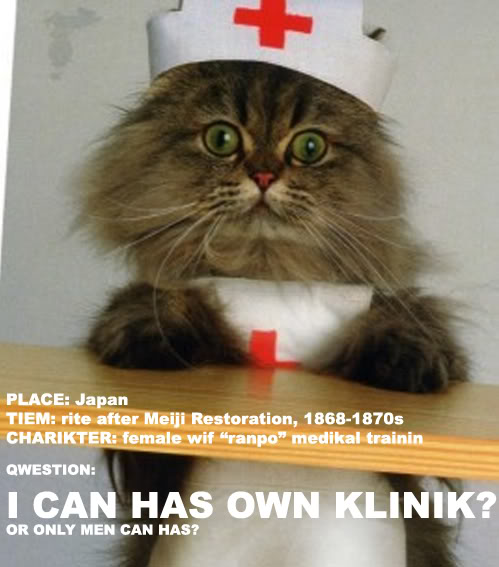 PLACE: Japan
TIEM: rite after Meiji Restoration, 1868-1870s
CHARIKTER: female wif “ranpo” medikal trainin
QWESTION:
I CAN HAS OWN KLINIK?
OR ONLY MEN CAN HAS?